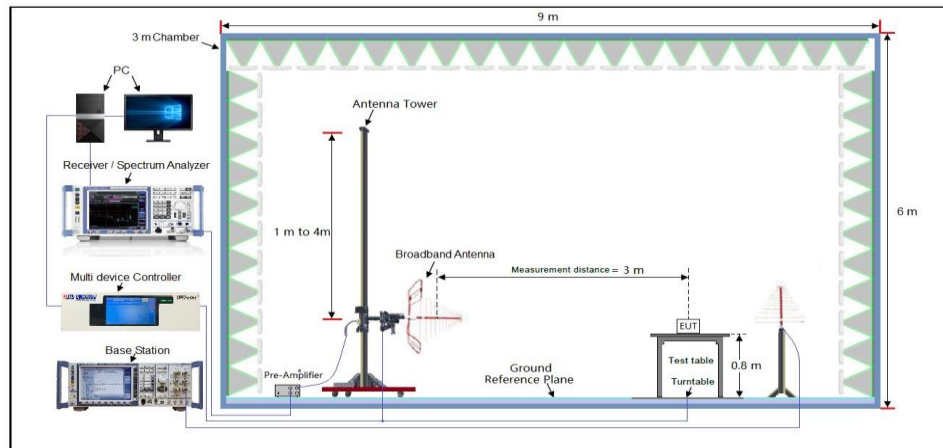 9 m
3 m Chamber
PC
Antenna Tower
Receiver / Spectrum Analyzer
6 m
1 m to 4m
Broadband Antenna
Measurement distance = 3 m
Multi device Controller
EUT
Base Station
Test table
0.8 m
Pre-Amplifier
Ground
Reference Plane
Turntable